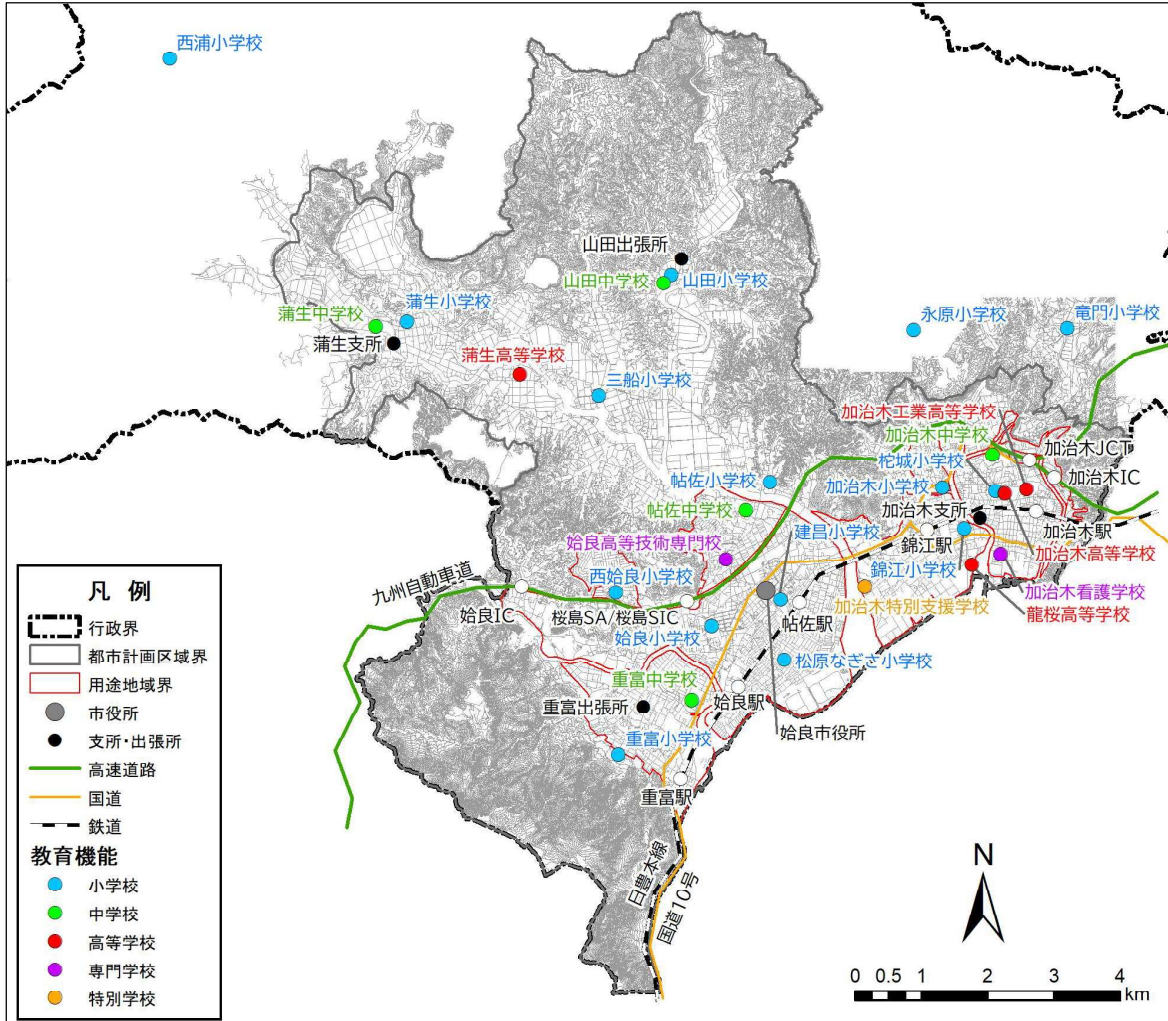 西浦小学校
山田出張所
山田中学校
山田小学校
蒲生小学校
蒲生中学校
蒲生支所
蒲生高等学校
三船小学校
永原小学校
竜門小学校
加治木工業高等学校
加治木中学校
加治木JCT
柁城小学校
加治木IC
加治木小学校
帖佐小学校
帖佐中学校
加治木支所
加治木駅
建昌小学校
錦江駅
加治木高等学校
姶良高等技術専門校
錦江小学校
西姶良小学校
加治木看護学校
九州自動車道
加治木特別支援学校
龍桜高等学校
姶良IC
桜島SA/桜島SIC
帖佐駅
姶良小学校
松原なぎさ小学校
重富中学校
姶良駅
重富出張所
姶良市役所
重富小学校
重富駅
日豊本線
国道10号
凡 例
行政界
都市計画区域界
用途地域界
市役所
支所・出張所
高速道路
国道
鉄道
教育機能
小学校
中学校
高等学校
専門学校
特別学校
N
0 0.5 1 2 3 4
km